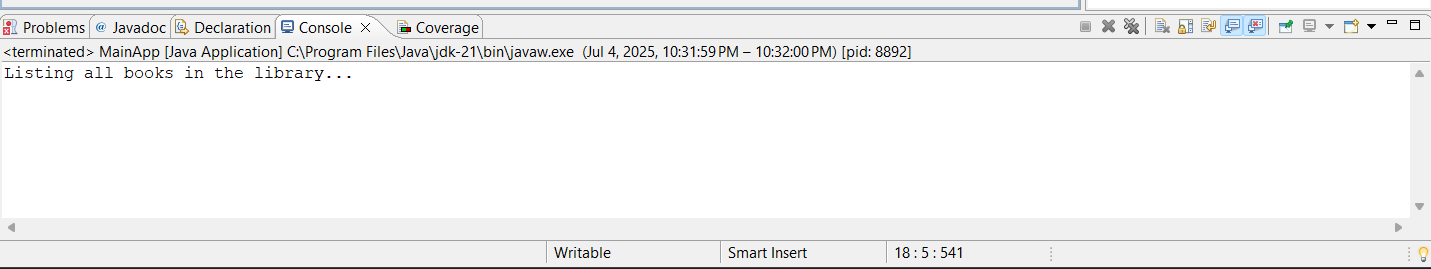 Problems @ Javadoc Declaration Console Coverage
<terminated> MainApp [Java Application] C:\Program Files\Java\jdk-21\bin\javaw.exe (Jul 4, 2025, 10:31:59 PM – 10:32:00 PM) [pid: 8892]
Listing all books in the library...
Writable Smart Insert 18 : 5 : 541